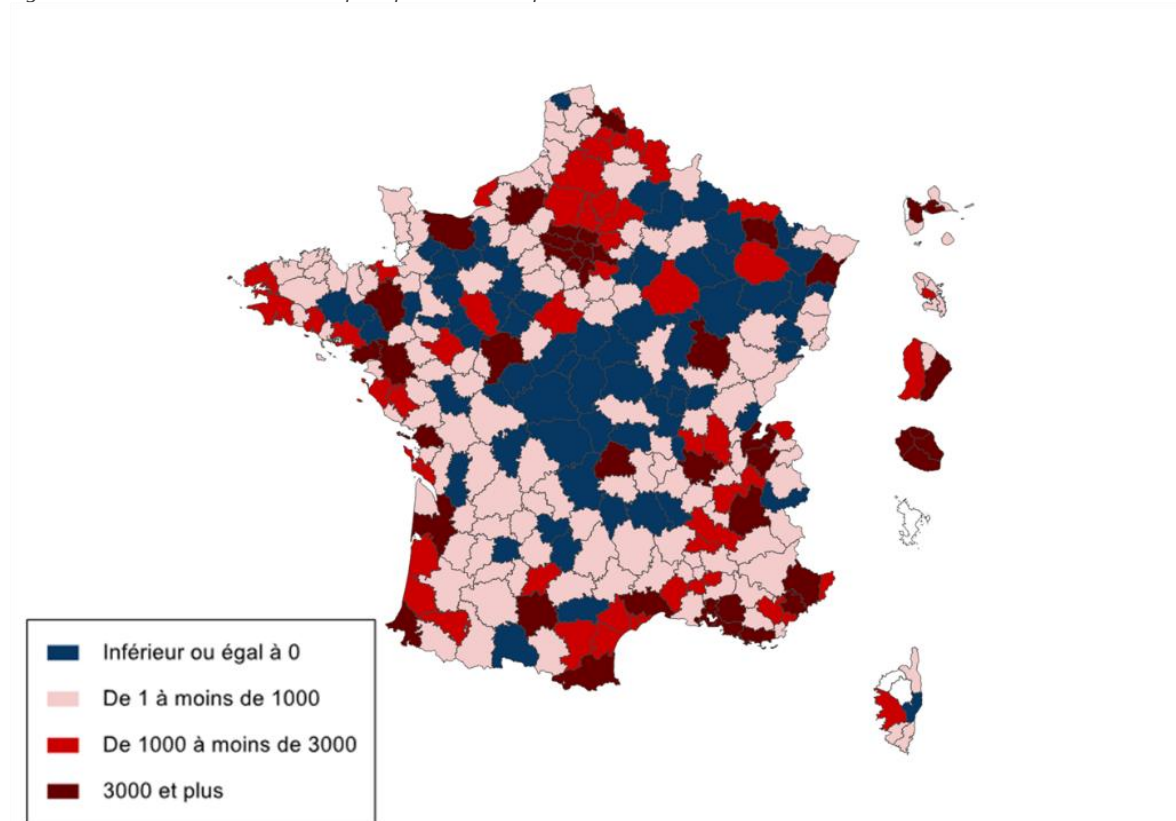 Inférieur ou égal à 0
De 1 à moins de 1000
De 1000 à moins de 3000
3000 et plus